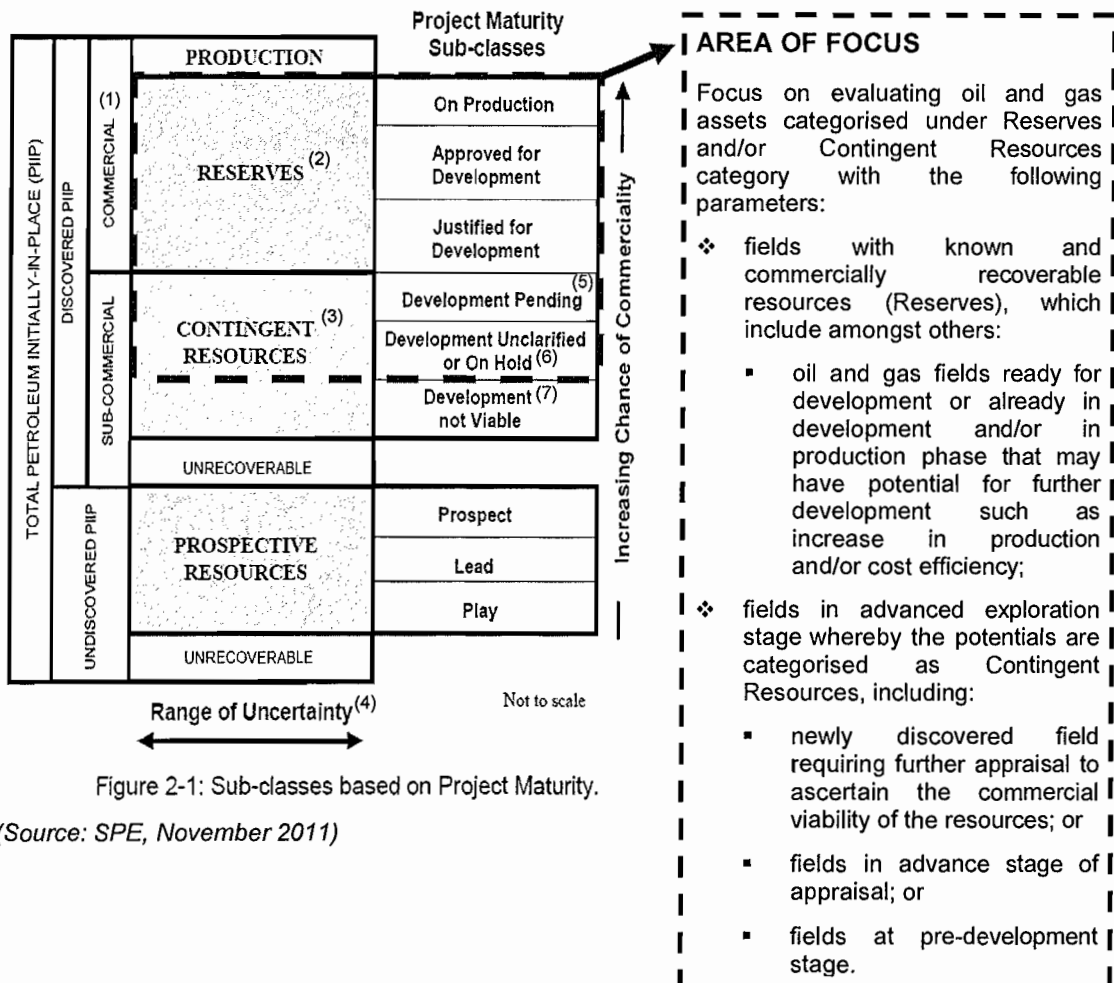 Project Maturity
Sub-classes
TOTAL PETROLEUM INITIALLY-IN-PLACE (PIIP)
DISCOVERED PIIP
UNDISCOVERED PIIP
(1)
COMMERCIAL
SUB-COMMERCIAL
PRODUCTION
RESERVES (2)
CONTINGENT (3)
RESOURCES
UNRECOVERABLE
PROSPECTIVE
RESOURCES
UNRECOVERABLE
On Production
Approved for
Development
Justified for
Development
Development Pending (5)
Development Unclarified
or On Hold (6)
Development (7)
not Viable
Prospect
Lead
Play
Increasing Chance of Commerciality
Range of Uncertainty (4)
Not to scale
Figure 2-1: Sub-classes based on Project Maturity.
(Source: SPE, November 2011)
AREA OF FOCUS
Focus on evaluating oil and gas
assets categorised under Reserves
and/or Contingent Resources
category with the following
parameters:
❖ fields with known and
commercially recoverable
resources (Reserves), which
include amongst others:
▪ oil and gas fields ready for
development or already in
development and/or in
production phase that may
have potential for further
development such as
increase in production
and/or cost efficiency;
❖ fields in advanced exploration
stage whereby the potentials are
categorised as Contingent
Resources, including:
▪ newly discovered field
requiring further appraisal to
ascertain the commercial
viability of the resources; or
▪ fields in advance stage of
appraisal; or
▪ fields at pre-development
stage.